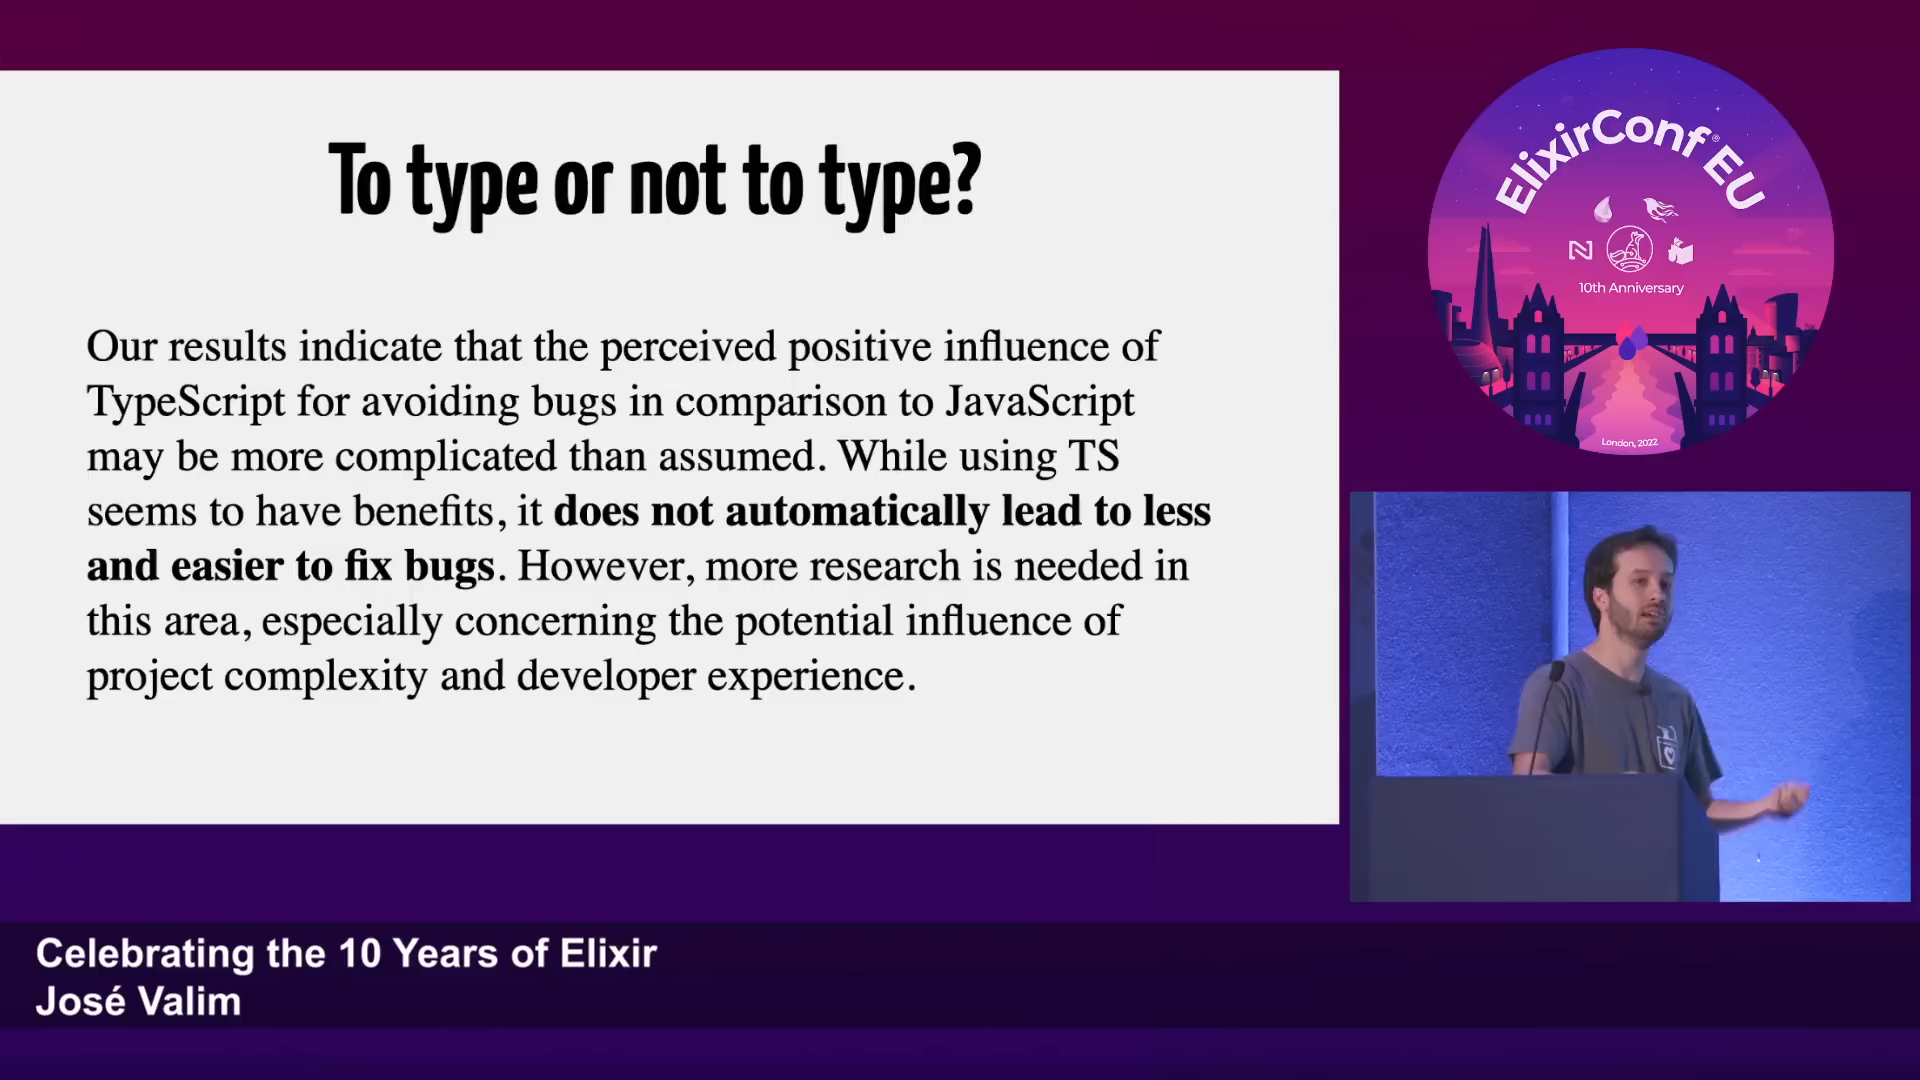 To type or not to type?
Our results indicate that the perceived positive influence of
TypeScript for avoiding bugs in comparison to JavaScript
may be more complicated than assumed. While using TS
seems to have benefits, it does not automatically lead to less
and easier to fix bugs. However, more research is needed in
this area, especially concerning the potential influence of
project complexity and developer experience.
ElixirConf® EU
10th Anniversary
London, 2022
Celebrating the 10 Years of Elixir
José Valim